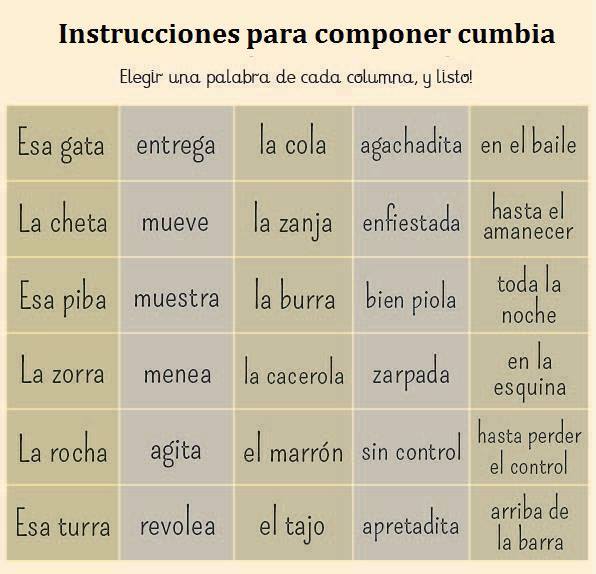 Instrucciones para componer cumbia
Elegir una palabra de cada columna, y listo!
Esa gata entrega la cola agachadita en el baile
La cheta mueve la zanja enfiestada hasta el amanecer
Esa piba muestra la burra bien piola toda la noche
La zorra menea la cacerola zarpada en la esquina
La rocha agita el marrón sin control hasta perder el control
Esa turra revolea el tajo apretadita arriba de la barra